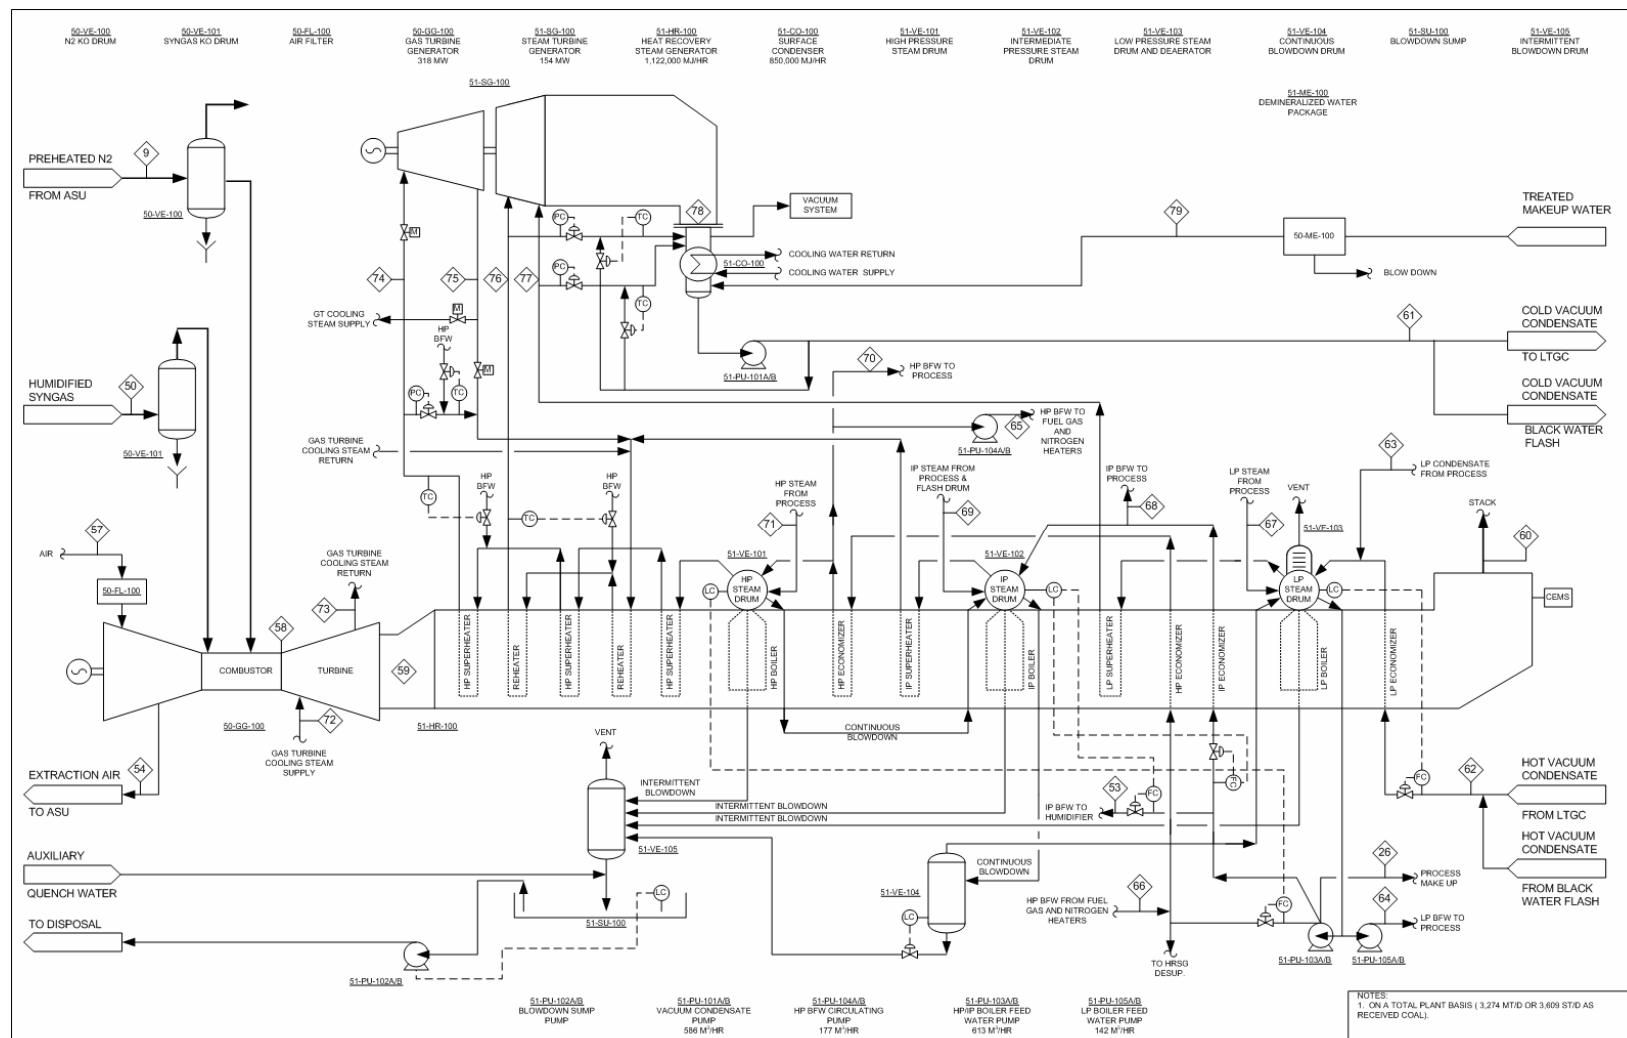 50-VE-100
N2 KO DRUM
50-VE-101
SYNGAS KO DRUM
50-FL-100
AIR FILTER
50-GG-100
GAS TURBINE
GENERATOR
318 MW
51-SG-100
STEAM TURBINE
GENERATOR
154 MW
51-HR-100
HEAT RECOVERY
STEAM GENERATOR
1,122,000 MJ/HR
51-CO-100
SURFACE
CONDENSER
850,000 MJ/HR
51-VE-101
HIGH PRESSURE
STEAM DRUM
51-VE-102
INTERMEDIATE
PRESSURE STEAM
DRUM
51-VE-103
LOW PRESSURE STEAM
DRUM AND DEAERATOR
51-VE-104
CONTINUOUS
BLOWDOWN DRUM
51-SU-100
BLOWDOWN SUMP
51-VE-105
INTERMITTENT
BLOWDOWN DRUM
51-SG-100
51-ME-100
DEMINERALIZED WATER
PACKAGE
PREHEATED N2
9
FROM ASU
50-VE-100
78
VACUUM
SYSTEM
79
TREATED
MAKEUP WATER
50-ME-100
PC
TC
M
COOLING WATER RETURN
51-CO-100
COOLING WATER SUPPLY
BLOW DOWN
74
75
76
77
PC
TC
M
GT COOLING
STEAM SUPPLY
HP
BFW
61
COLD VACUUM
CONDENSATE
TO LTGC
70
HP BFW TO
PROCESS
51-PU-101A/B
M
HUMIDIFIED
SYNGAS
50
50-VE-101
PC
TC
COLD VACUUM
CONDENSATE
BLACK WATER
FLASH
65
HP BFW TO
FUEL GAS
AND
NITROGEN
HEATERS
51-PU-104A/B
GAS TURBINE
COOLING STEAM
RETURN
63
LP CONDENSATE
FROM PROCESS
HP
BFW
HP
BFW
TC
TC
HP STEAM
FROM
PROCESS
71
IP STEAM FROM
PROCESS &
FLASH DRUM
69
IP BFW TO
PROCESS
68
LP STEAM
FROM
PROCESS
67
VENT
51-VE-103
STACK
60
57
AIR
50-FL-100
GAS TURBINE
COOLING STEAM
RETURN
73
51-VE-101
HP
STEAM
DRUM
LC
51-VE-102
IP
STEAM
DRUM
LC
LP
STEAM
DRUM
LC
CEMS
58
COMBUSTOR
TURBINE
59
HP SUPERHEATER
REHEATER
HP SUPERHEATER
REHEATER
HP SUPERHEATER
HP BOILER
HP ECONOMIZER
IP SUPERHEATER
IP BOILER
LP SUPERHEATER
HP ECONOMIZER
IP ECONOMIZER
LP BOILER
LP ECONOMIZER
50-GG-100
72
51-HR-100
GAS TURBINE
COOLING STEAM
SUPPLY
CONTINUOUS
BLOWDOWN
VENT
EXTRACTION AIR
54
TO ASU
INTERMITTENT
BLOWDOWN
INTERMITTENT BLOWDOWN
INTERMITTENT BLOWDOWN
51-VE-105
53
IP BFW TO
HUMIDIFIER
FC
FC
FC
62
HOT VACUUM
CONDENSATE
FROM LTGC
HOT VACUUM
CONDENSATE
FROM BLACK
WATER FLASH
AUXILIARY
QUENCH WATER
51-VE-104
CONTINUOUS
BLOWDOWN
LC
LC
51-SU-100
TO DISPOSAL
51-PU-102A/B
66
HP BFW FROM FUEL
GAS AND NITROGEN
HEATERS
FC
26
PROCESS
MAKE UP
64
LP BFW TO
PROCESS
51-PU-103A/B
51-PU-105A/B
TO HRSG
DESUP.
51-PU-102A/B
BLOWDOWN SUMP
PUMP
51-PU-101A/B
VACUUM CONDENSATE
PUMP
586 M³/HR
51-PU-104A/B
HP BFW CIRCULATING
PUMP
177 M³/HR
51-PU-103A/B
HP/IP BOILER FEED
WATER PUMP
613 M³/HR
51-PU-105A/B
LP BOILER FEED
WATER PUMP
142 M³/HR
NOTES:
1. ON A TOTAL PLANT BASIS ( 3,274 MT/D OR 3,609 ST/D AS
RECEIVED COAL).